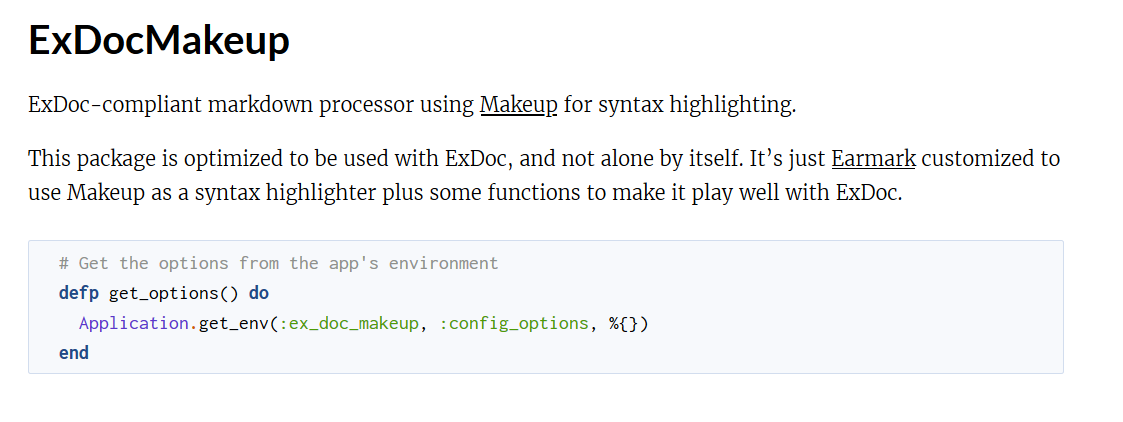 ExDocMakeup
ExDoc-compliant markdown processor using Makeup for syntax highlighting.
This package is optimized to be used with ExDoc, and not alone by itself. It’s just Earmark customized to
use Makeup as a syntax highlighter plus some functions to make it play well with ExDoc.
# Get the options from the app's environment
defp get_options() do
  Application.get_env(:ex_doc_makeup, :config_options, %{})
end